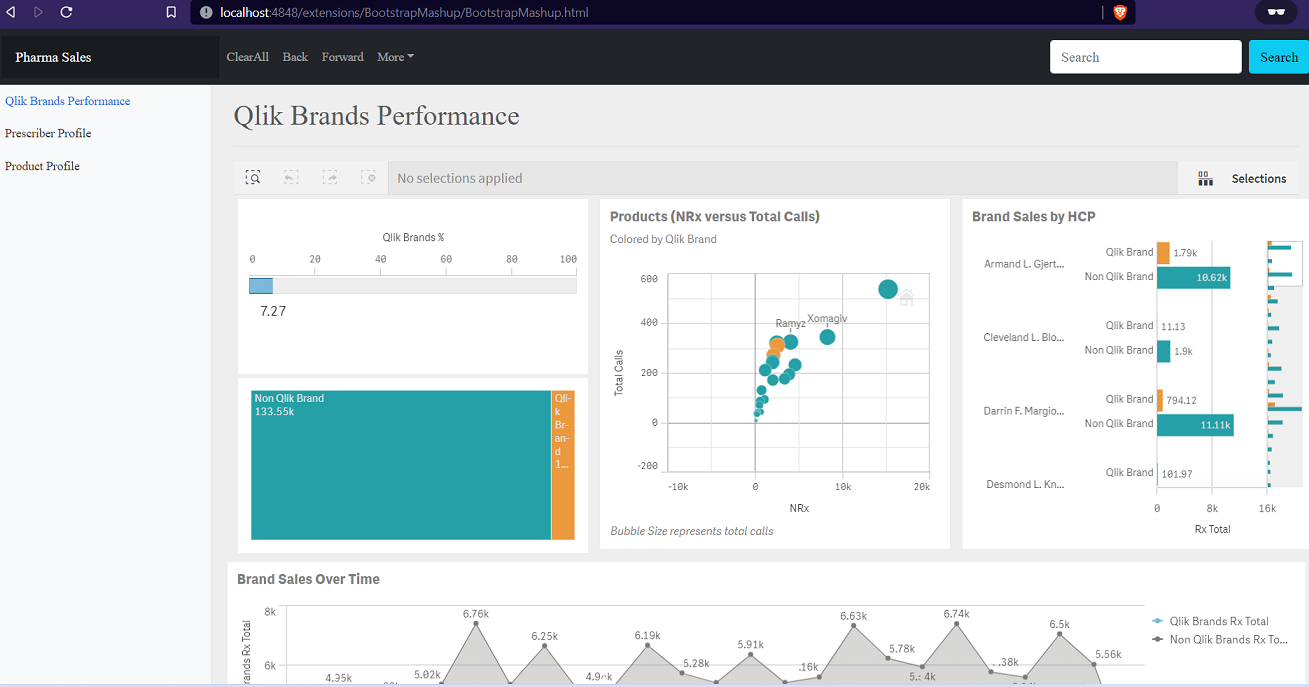 localhost:4848/extensions/BootstrapMashup/BootstrapMashup.html
Pharma Sales
ClearAll Back Forward More
Search
Search
Qlik Brands Performance
Prescriber Profile
Product Profile
Qlik Brands Performance
No selections applied
Selections
Qlik Brands %
0 20 40 60 80 100
7.27
Non Qlik Brand
133.55k
Qli-
k
Br-
an-
d
1...
Products (NRx versus Total Calls)
Colored by Qlik Brand
Total Calls
600
400
200
0
-200
Ramyz
Xomagiv
-10k 0 10k 20k
NRx
Bubble Size represents total calls
Brand Sales by HCP
Armand L. Gjert...
Qlik Brand 1.79k
Non Qlik Brand 10.62k
Cleveland L. Blo...
Qlik Brand 11.13
Non Qlik Brand 1.9k
Darrin F. Margio...
Qlik Brand 794.12
Non Qlik Brand 11.11k
Desmond L. Kn...
Qlik Brand 101.97
0 8k 16k
Rx Total
Brand Sales Over Time
rands Rx Total
8k
6k
4.95k
5.02k
6.76k
6.25k
6.19k
5.28k
5.91k
.16k
6.63k
5.78k
6.74k
.38k
6.5k
5.56k
Qlik Brands Rx Total
Non Qlik Brands Rx To...